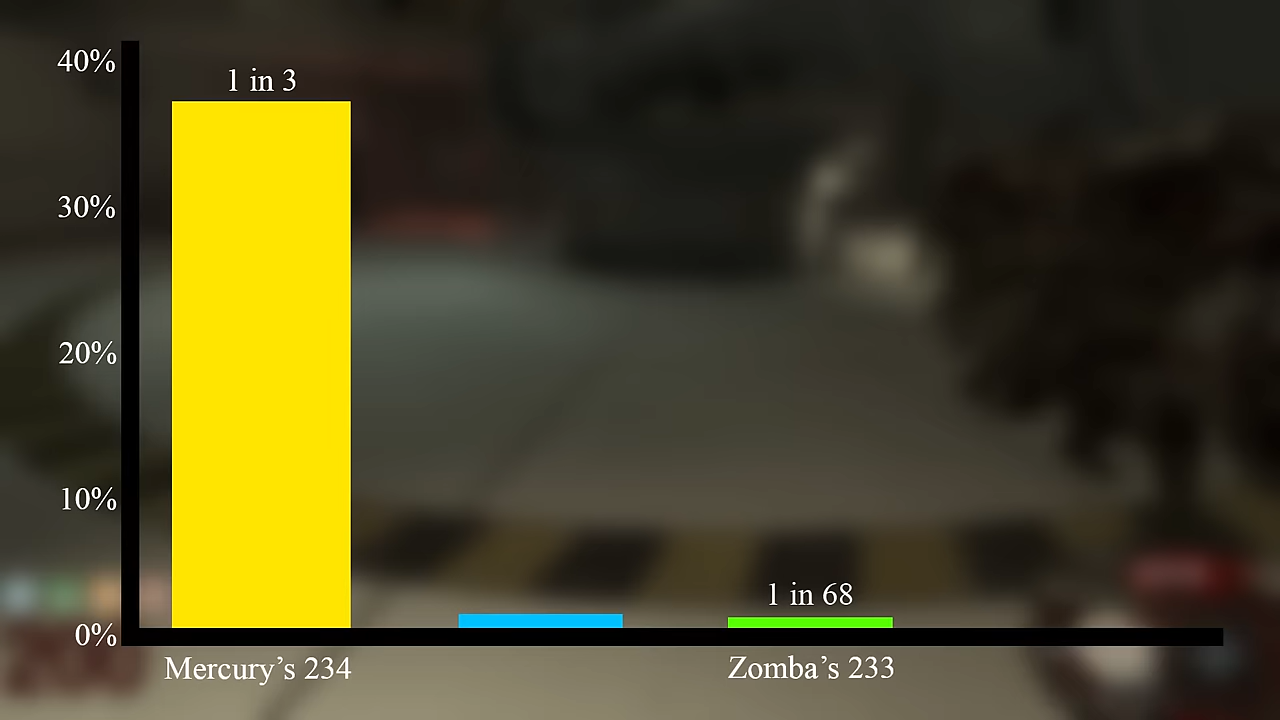 40%
1 in 3
30%
20%
10%
1 in 68
0%
Mercury’s 234
Zomba’s 233